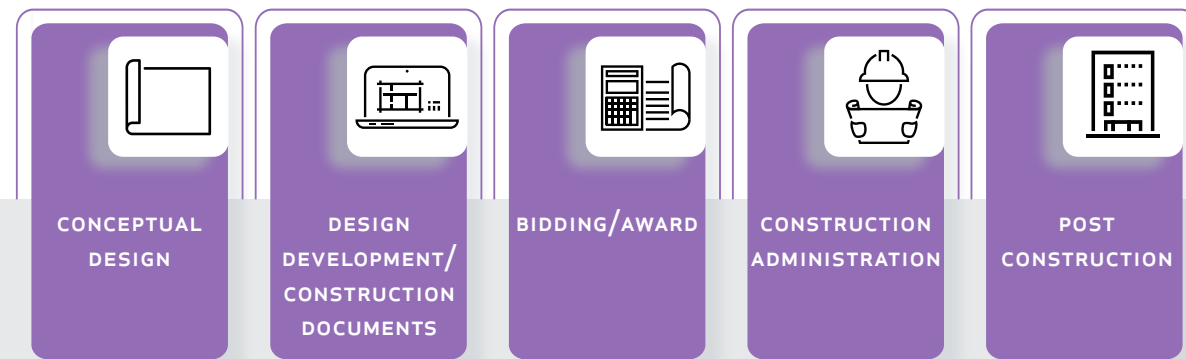 CONCEPTUAL
DESIGN
DESIGN
DEVELOPMENT/
CONSTRUCTION
DOCUMENTS
BIDDING/AWARD
CONSTRUCTION
ADMINISTRATION
POST
CONSTRUCTION